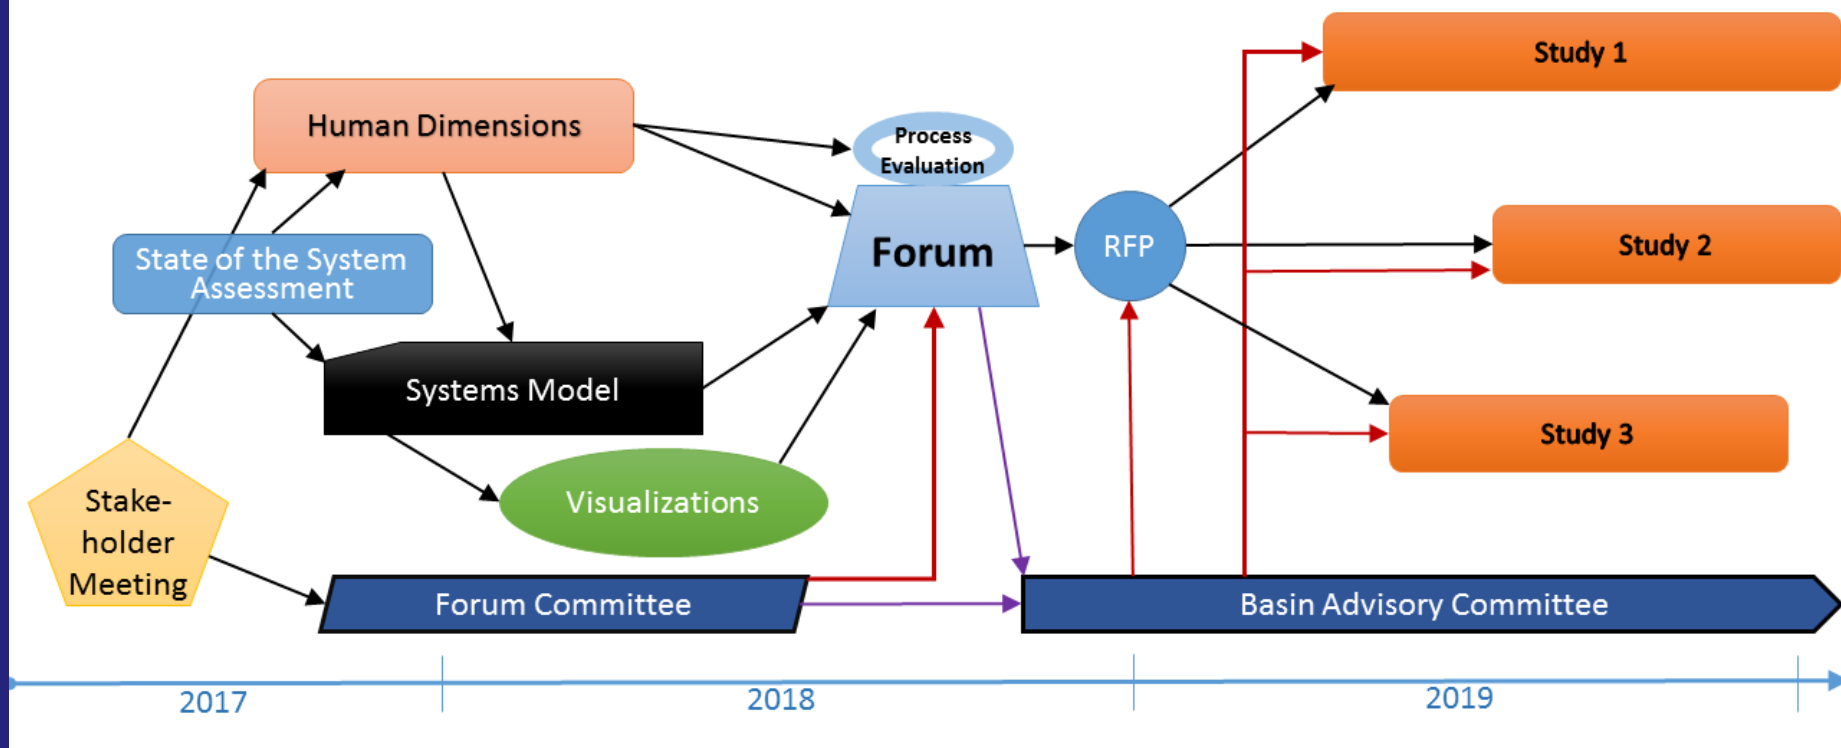 Study 1
Human Dimensions
Process
Evaluation
State of the System
Assessment
Forum
RFP
Study 2
Systems Model
Study 3
Stake-
holder
Meeting
Visualizations
Forum Committee
Basin Advisory Committee
2017
2018
2019